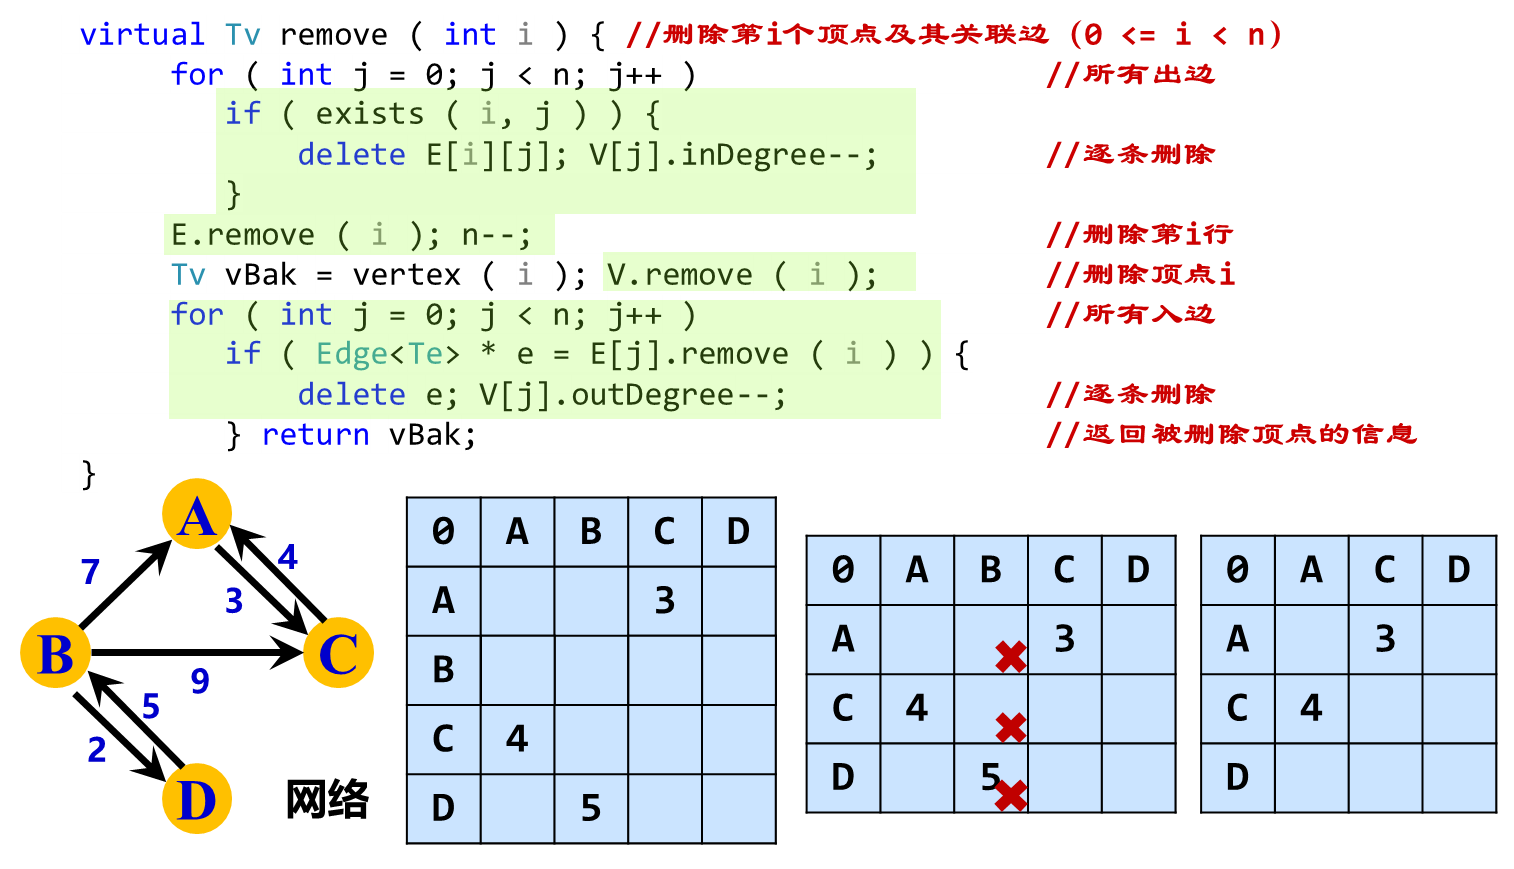 virtual Tv remove ( int i ) { //删除第i个顶点及其关联边 (0 <= i < n)
for ( int j = 0; j < n; j++ ) //所有出边
if ( exists ( i, j ) ) {
delete E[i][j]; V[j].inDegree--; //逐条删除
}
E.remove ( i ); n--; //删除第i行
Tv vBak = vertex ( i ); V.remove ( i ); //删除顶点i
for ( int j = 0; j < n; j++ ) //所有入边
if ( Edge<Te> * e = E[j].remove ( i ) ) {
delete e; V[j].outDegree--; //逐条删除
} return vBak; //返回被删除顶点的信息
}
A
7
4
3
B
C
9
5
2
D
网络
0 A B C D
A 3
B
C 4
D 5
0 A B C D
A 3
C 4
D 5
0 A C D
A 3
C 4
D